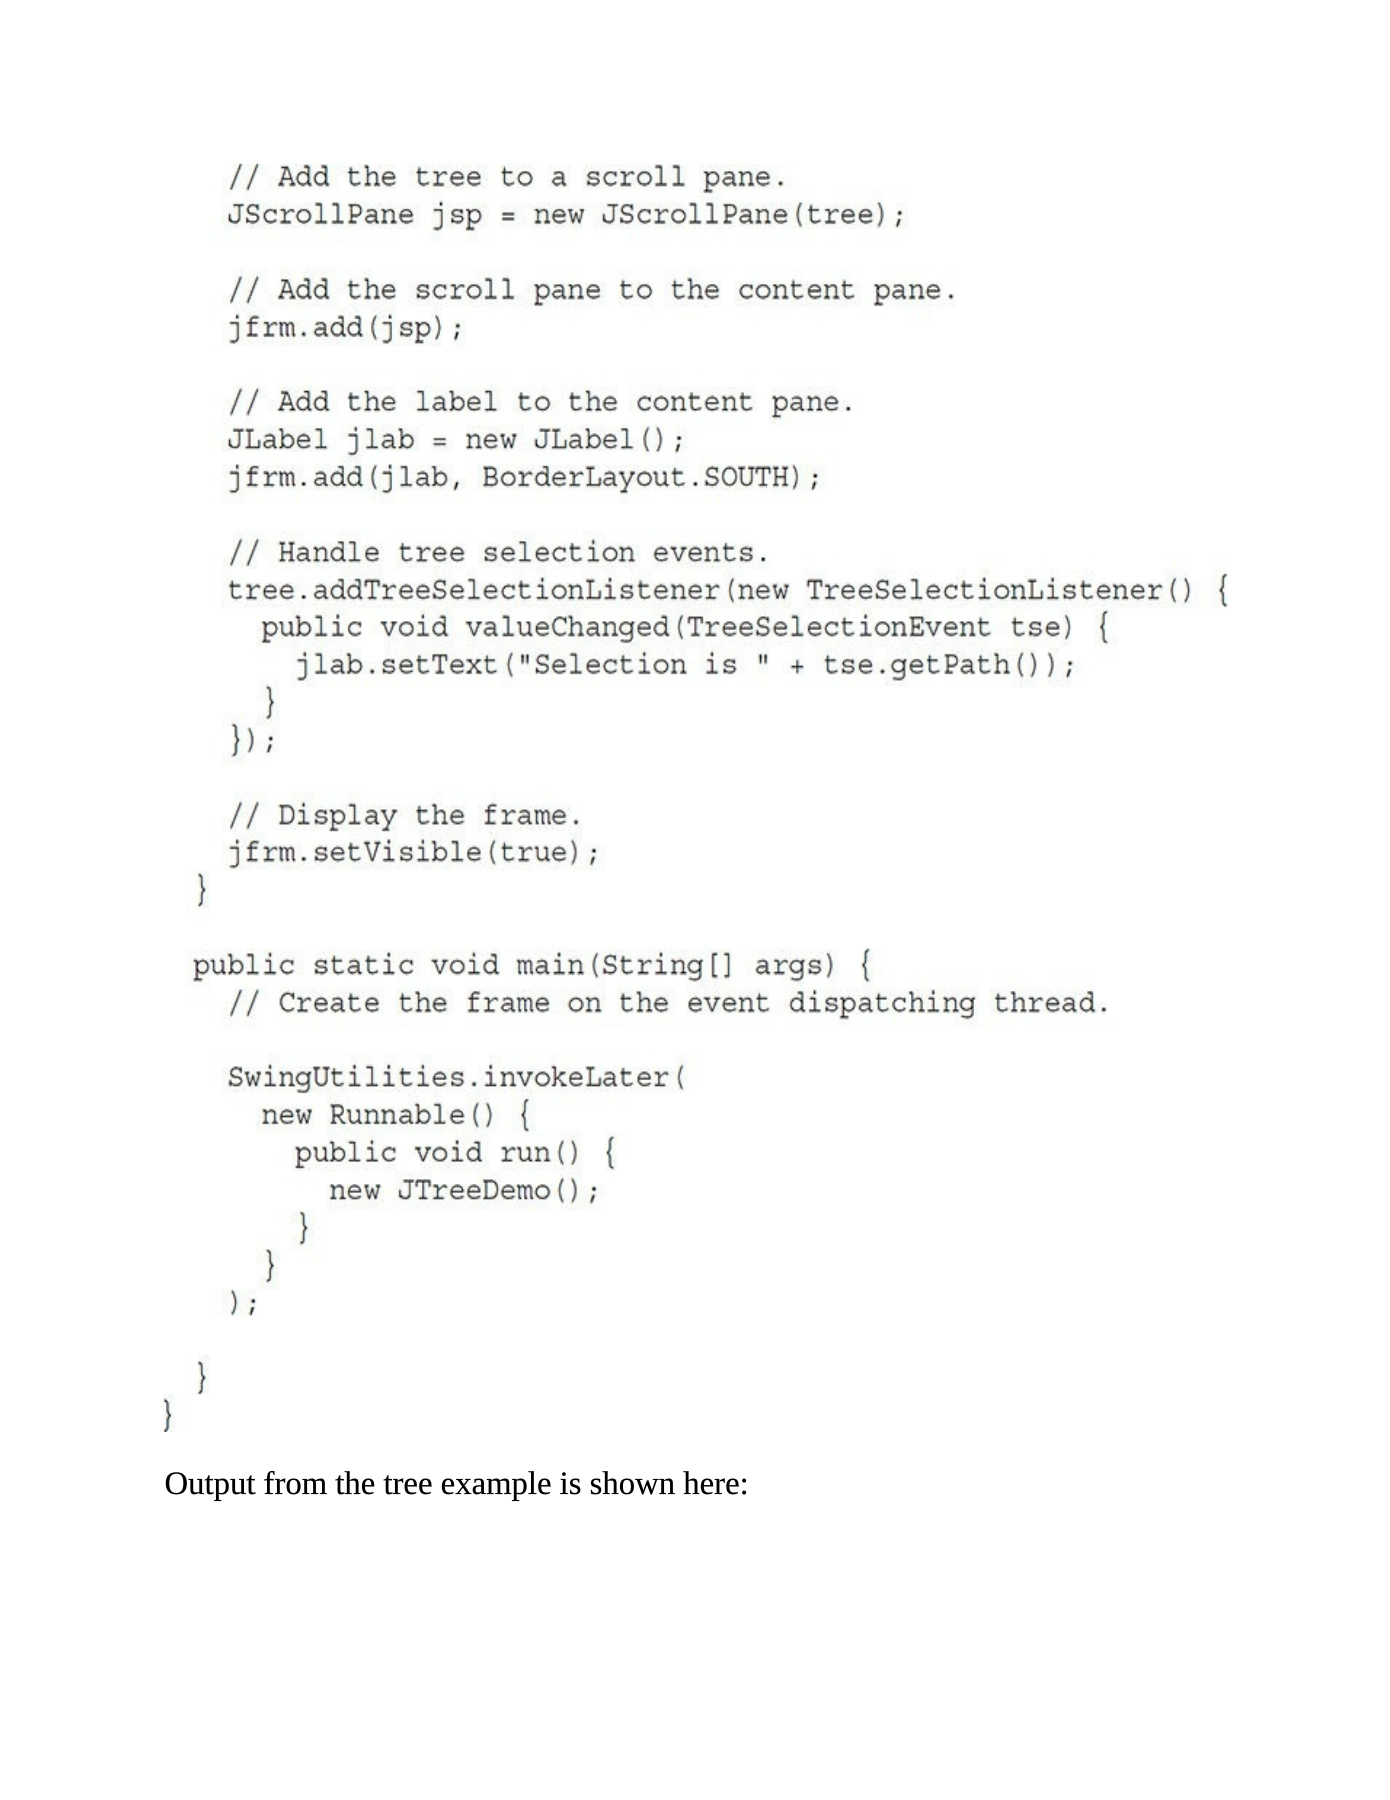 // Add the tree to a scroll pane.
JScrollPane jsp = new JScrollPane(tree);
// Add the scroll pane to the content pane.
jfrm.add(jsp);
// Add the label to the content pane.
JLabel jlab = new JLabel();
jfrm.add(jlab, BorderLayout.SOUTH);
// Handle tree selection events.
tree.addTreeSelectionListener(new TreeSelectionListener() {
public void valueChanged(TreeSelectionEvent tse) {
jlab.setText("Selection is " + tse.getPath());
}
});
// Display the frame.
jfrm.setVisible(true);
}
public static void main(String[] args) {
// Create the frame on the event dispatching thread.
SwingUtilities.invokeLater(
new Runnable() {
public void run() {
new JTreeDemo();
}
}
);
}
}
Output from the tree example is shown here: